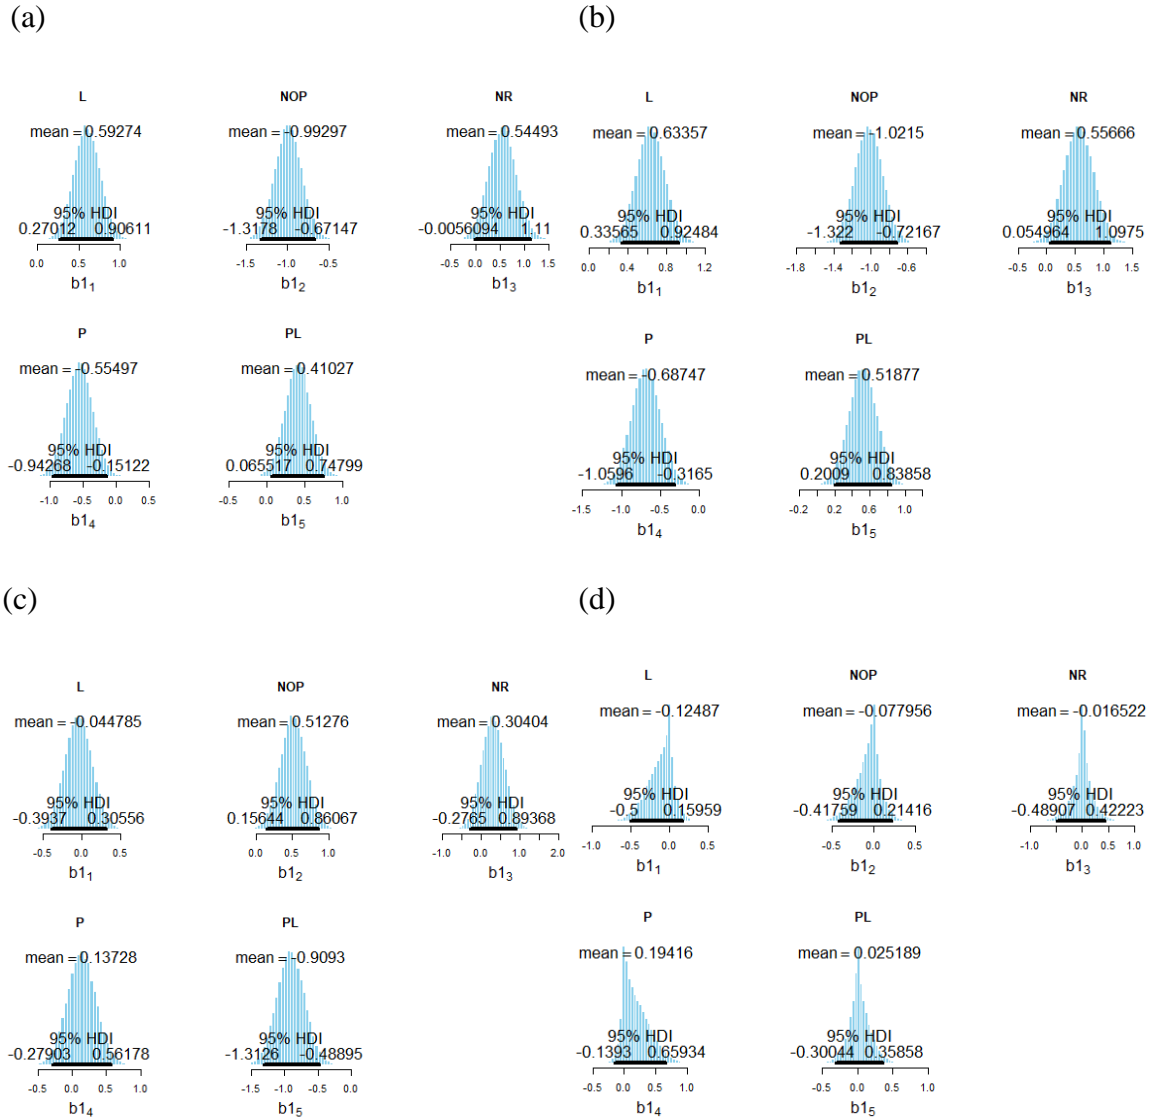 (a)
L
mean = 0.59274
95% HDI
0.27012 0.90611
0.0 0.5 1.0
b1₁
NOP
mean = -0.99297
95% HDI
-1.3178 -0.67147
-1.5 -1.0 -0.5
b1₂
NR
mean = 0.54493
95% HDI
-0.0056094 1.11
-0.5 0.0 0.5 1.0 1.5
b1₃
P
mean = -0.55497
95% HDI
-0.94268 -0.15122
-1.0 -0.5 0.0 0.5
b1₄
PL
mean = 0.41027
95% HDI
0.065517 0.74799
-0.5 0.0 0.5 1.0
b1₅
(b)
L
mean = 0.63357
95% HDI
0.33565 0.92484
0.0 0.4 0.8 1.2
b1₁
NOP
mean = -1.0215
95% HDI
-1.322 -0.72167
-1.8 -1.4 -1.0 -0.6
b1₂
NR
mean = 0.55666
95% HDI
0.054964 1.0975
-0.5 0.0 0.5 1.0 1.5
b1₃
P
mean = -0.68747
95% HDI
-1.0596 -0.3165
-1.5 -1.0 -0.5 0.0
b1₄
PL
mean = 0.51877
95% HDI
0.2009 0.83858
-0.2 0.2 0.6 1.0
b1₅
(c)
L
mean = -0.044785
95% HDI
-0.3937 0.30556
-0.5 0.0 0.5
b1₁
NOP
mean = 0.51276
95% HDI
0.15644 0.86067
0.0 0.5 1.0
b1₂
NR
mean = 0.30404
95% HDI
-0.2765 0.89368
-1.0 0.0 1.0 2.0
b1₃
P
mean = 0.13728
95% HDI
-0.27903 0.56178
-0.5 0.0 0.5 1.0
b1₄
PL
mean = -0.9093
95% HDI
-1.3126 -0.48895
-1.5 -1.0 -0.5 0.0
b1₅
(d)
L
mean = -0.12487
95% HDI
-0.5 0.15959
-1.0 -0.5 0.0 0.5
b1₁
NOP
mean = -0.077956
95% HDI
-0.41759 0.21416
-0.5 0.0 0.5
b1₂
NR
mean = -0.016522
95% HDI
-0.48907 0.42223
-1.0 0.0 0.5 1.0
b1₃
P
mean = 0.19416
95% HDI
-0.1393 0.65934
-0.5 0.0 0.5 1.0
b1₄
PL
mean = 0.025189
95% HDI
-0.30044 0.35858
-0.5 0.0 0.5 1.0
b1₅